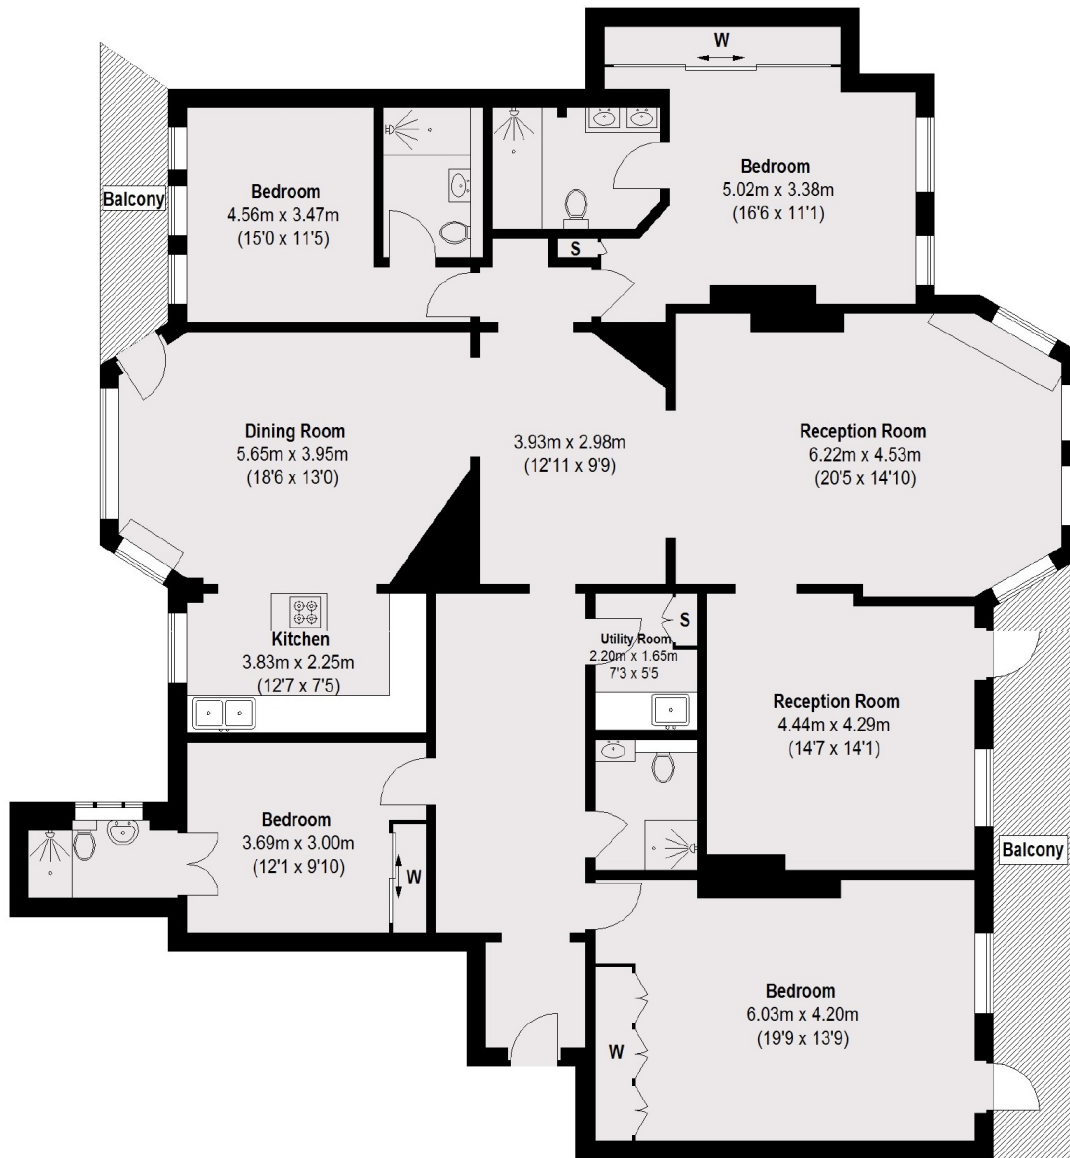 W
Bedroom
5.02m x 3.38m
(16'6 x 11'1)
Bedroom
4.56m x 3.47m
(15'0 x 11'5)
Balcony
S
Dining Room
5.65m x 3.95m
(18'6 x 13'0)
3.93m x 2.98m
(12'11 x 9'9)
Reception Room
6.22m x 4.53m
(20'5 x 14'10)
Kitchen
3.83m x 2.25m
(12'7 x 7'5)
S
Utility Room
2.20m x 1.65m
7'3 x 5'5
Reception Room
4.44m x 4.29m
(14'7 x 14'1)
Bedroom
3.69m x 3.00m
(12'1 x 9'10)
W
Balcony
Bedroom
6.03m x 4.20m
(19'9 x 13'9)
W